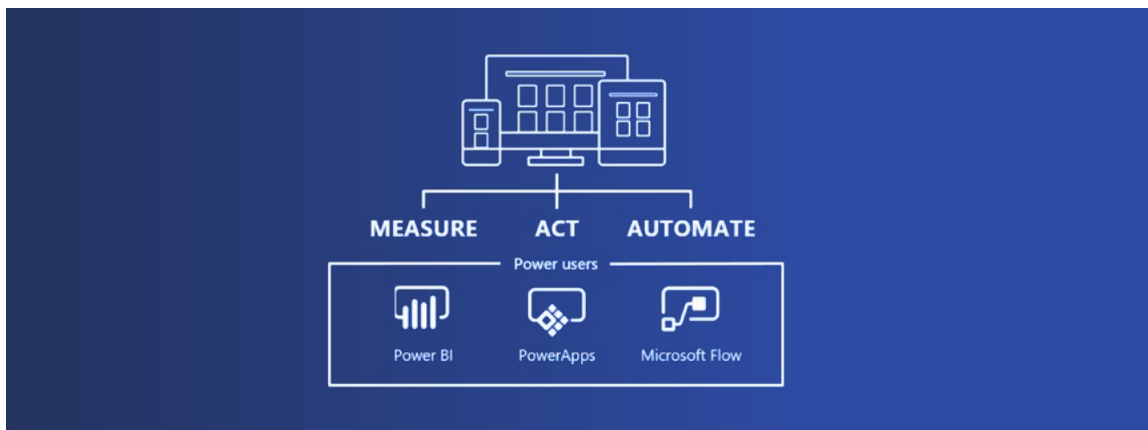 MEASURE ACT AUTOMATE
Power users
Power BI PowerApps Microsoft Flow